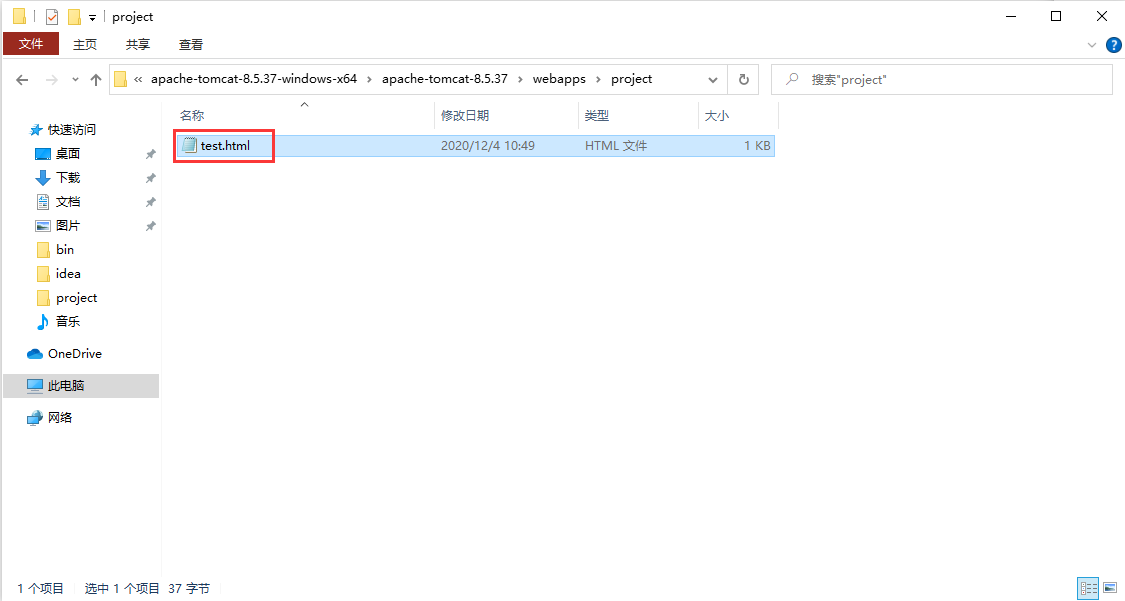 project
文件 主页 共享 查看
« apache-tomcat-8.5.37-windows-x64 › apache-tomcat-8.5.37 › webapps › project 搜索"project"
名称 修改日期 类型 大小
test.html 2020/12/4 10:49 HTML 文件 1 KB
快速访问
桌面
下载
文档
图片
bin
idea
project
音乐
OneDrive
此电脑
网络
1 个项目 选中 1 个项目 37 字节